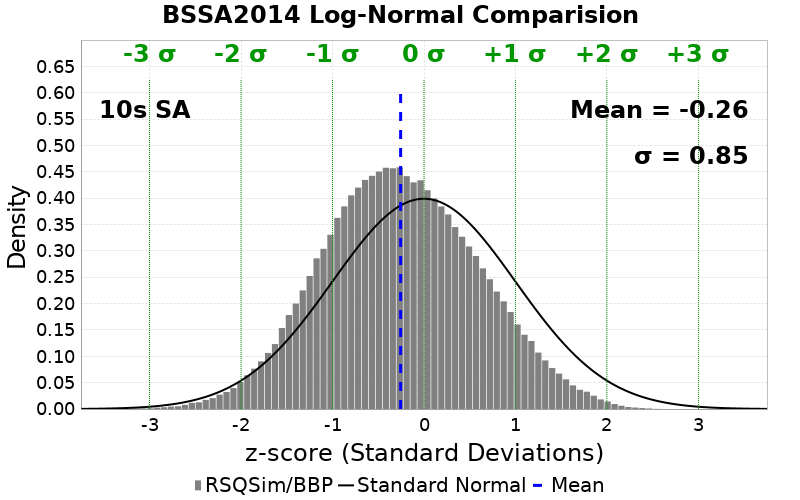 BSSA2014 Log-Normal Comparision
-3 σ -2 σ -1 σ 0 σ +1 σ +2 σ +3 σ
10s SA
Mean = -0.26
σ = 0.85
Density
0.65
0.60
0.55
0.50
0.45
0.40
0.35
0.30
0.25
0.20
0.15
0.10
0.05
0.00
-3 -2 -1 0 1 2 3
z-score (Standard Deviations)
RSQSim/BBP Standard Normal Mean